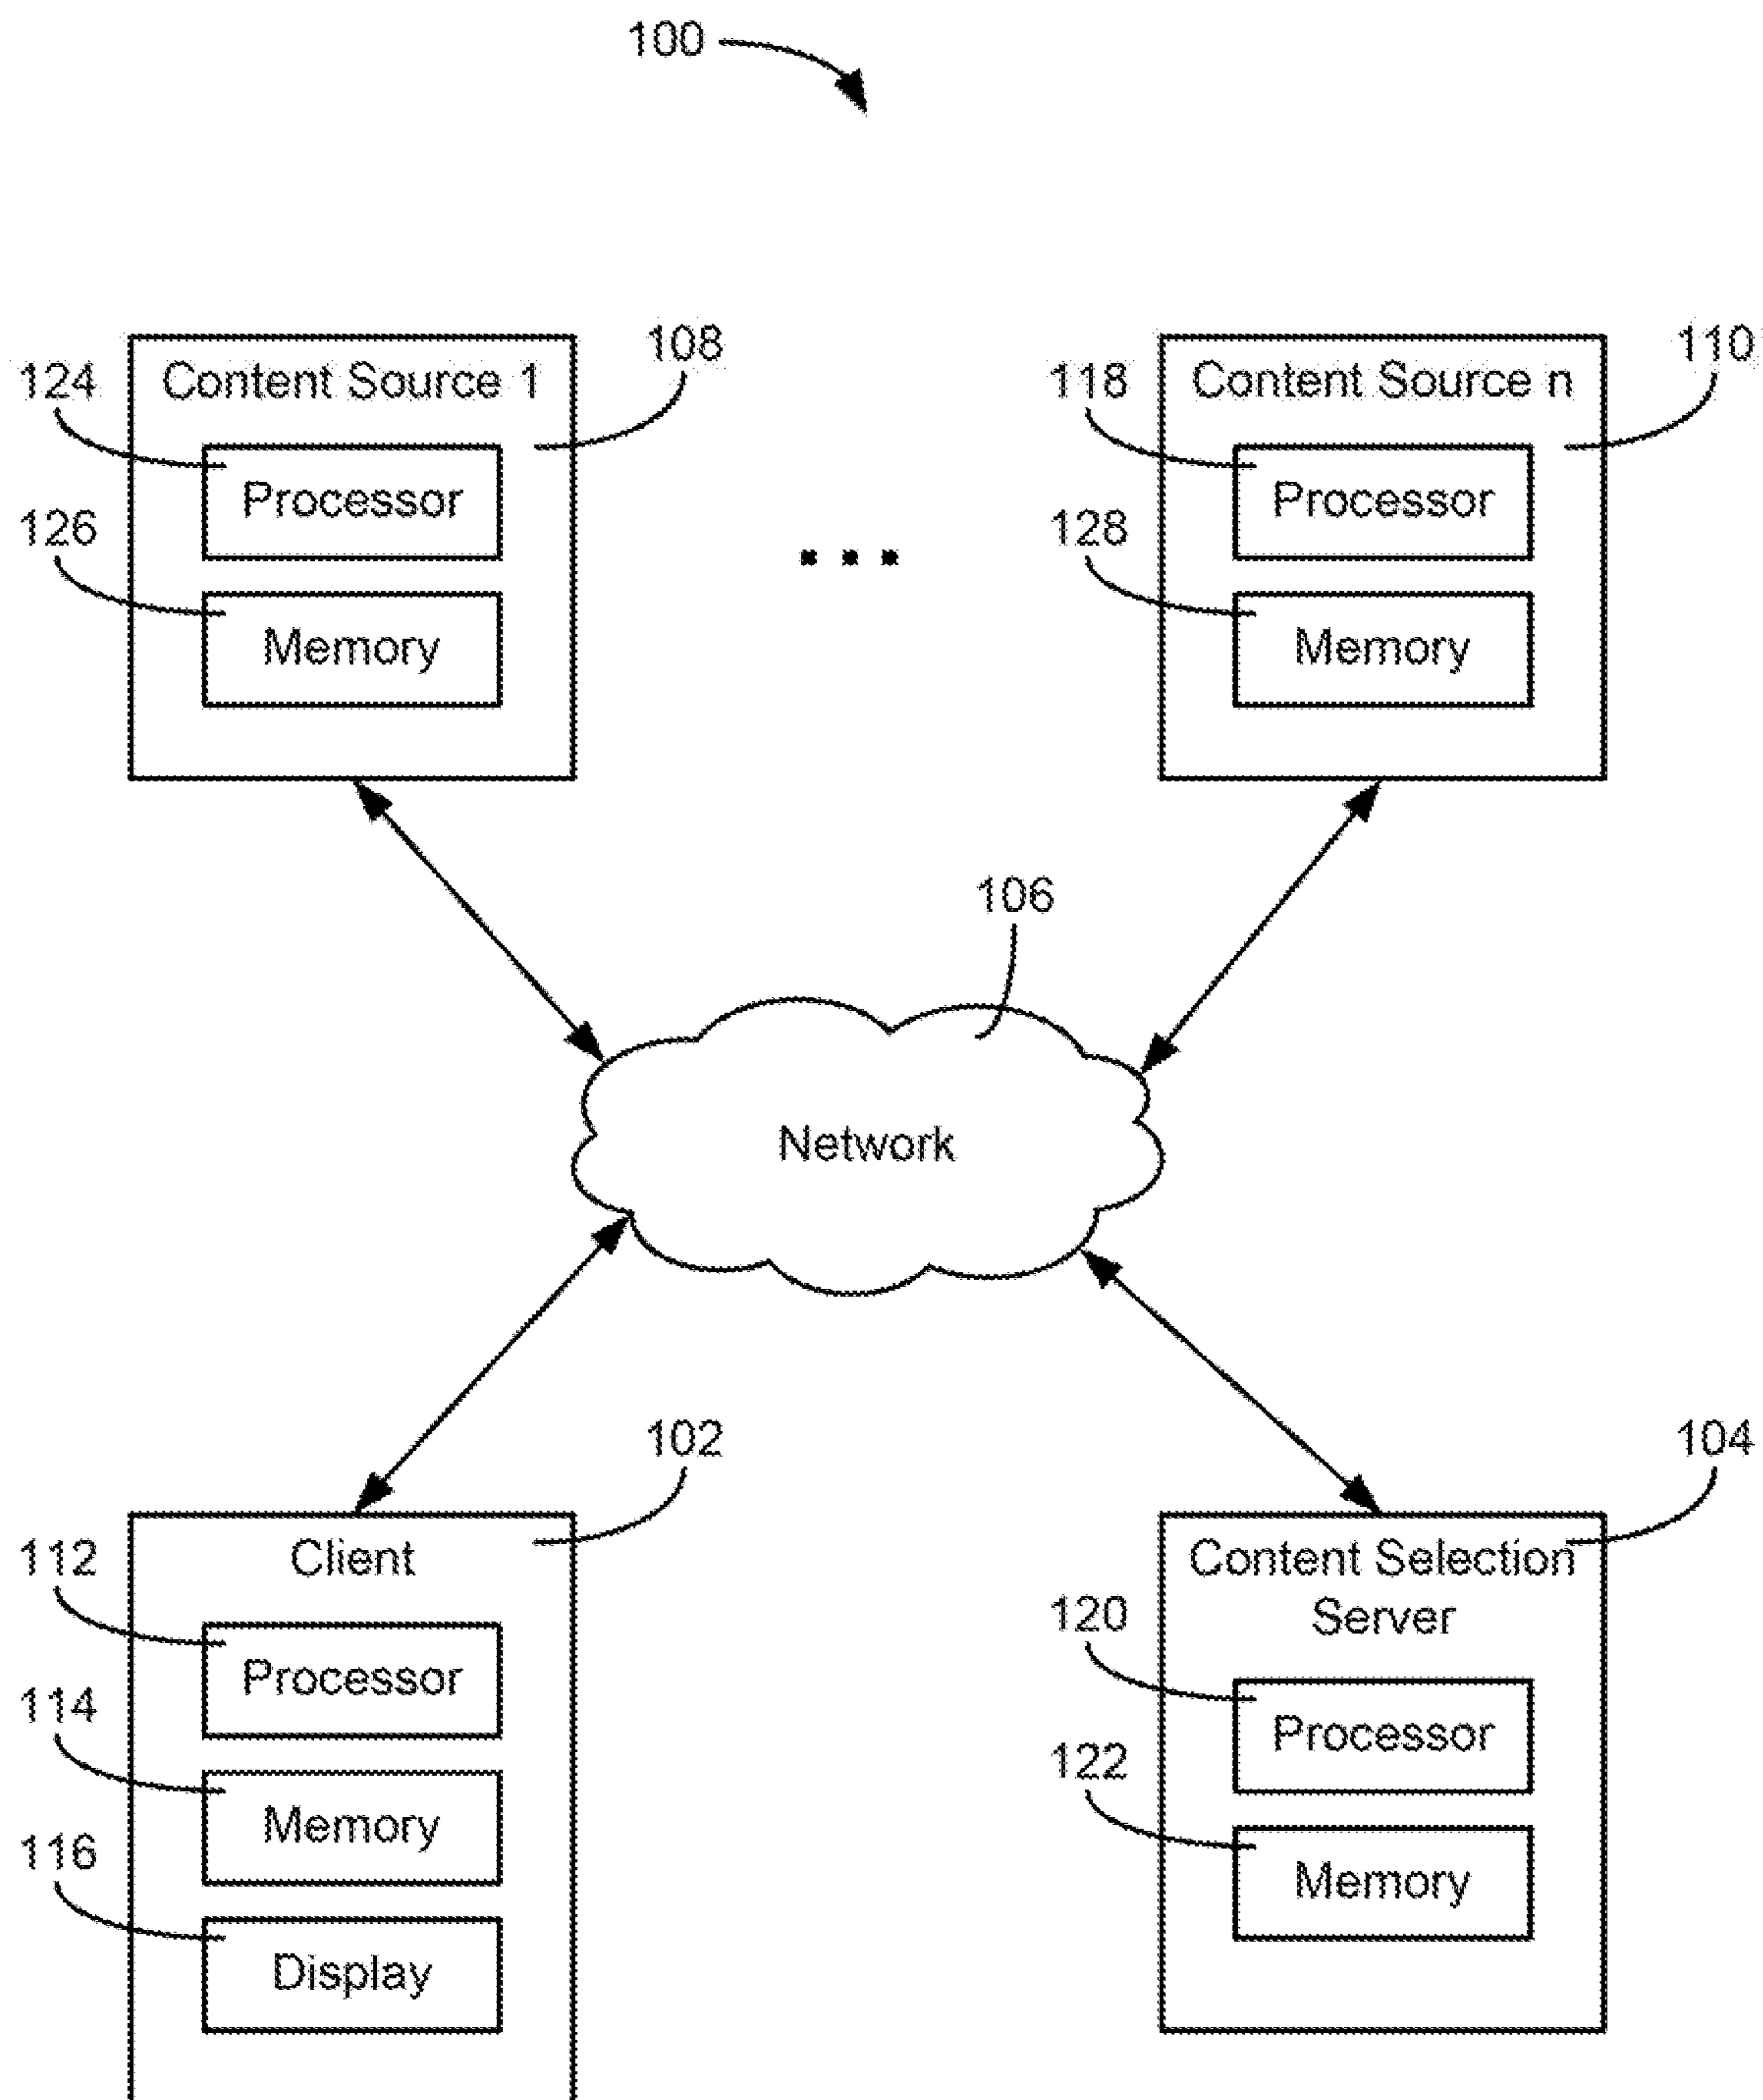 100
108
110
124
Content Source 1
118
Content Source n
Processor
Processor
126
128
Memory
Memory
106
Network
102
104
112
Client
Content Selection
Server
120
Processor
114
Processor
122
Memory
116
Memory
Display